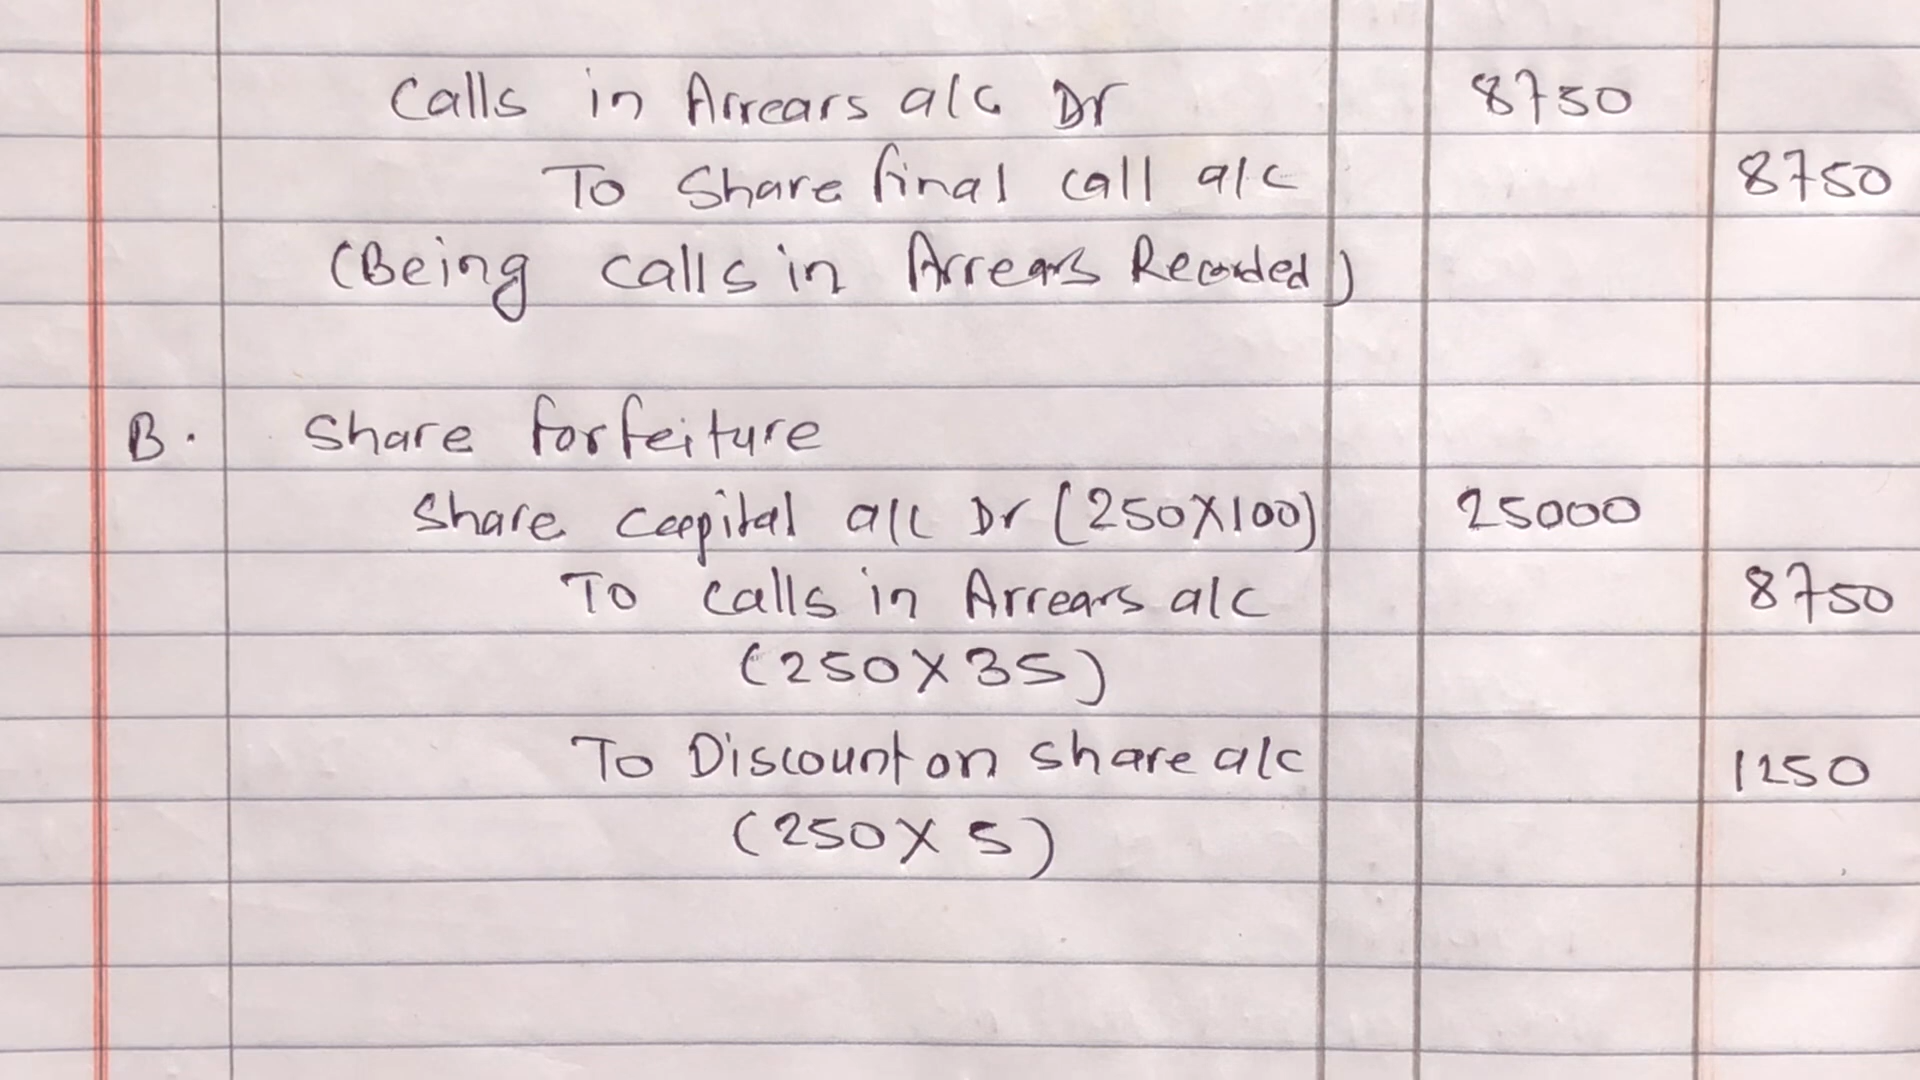 Calls in Arrears a/c Dr 8750
To Share final call a/c 8750
(Being calls in Arrears Recorded)
B. Share forfeiture
Share capital a/c Dr (250X100) 25000
To calls in Arrears a/c 8750
(250X35)
To Discount on share a/c 1250
(250X5)